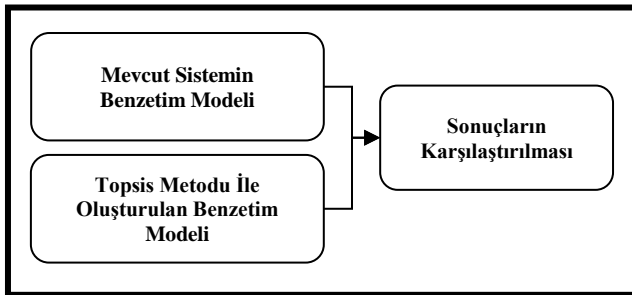 Mevcut Sistemin
Benzetim Modeli
Topsis Metodu İle
Oluşturulan Benzetim
Modeli
Sonuçların
Karşılaştırılması